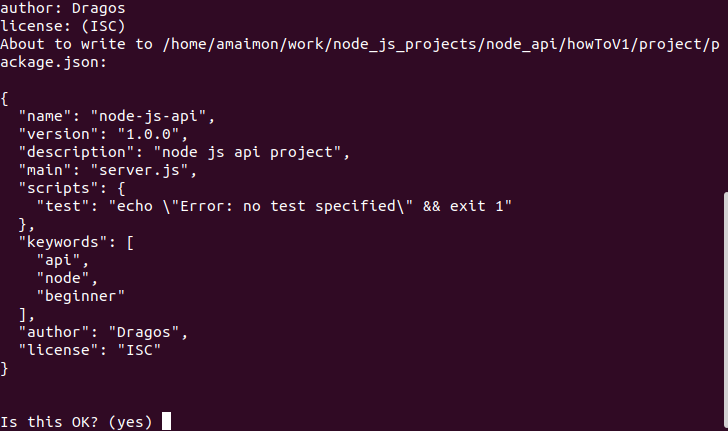 author: Dragos
license: (ISC)
About to write to /home/amaimon/work/node_js_projects/node_api/howToV1/project/p
ackage.json:

{
  "name": "node-js-api",
  "version": "1.0.0",
  "description": "node js api project",
  "main": "server.js",
  "scripts": {
    "test": "echo \"Error: no test specified\" && exit 1"
  },
  "keywords": [
    "api",
    "node",
    "beginner"
  ],
  "author": "Dragos",
  "license": "ISC"
}


Is this OK? (yes)